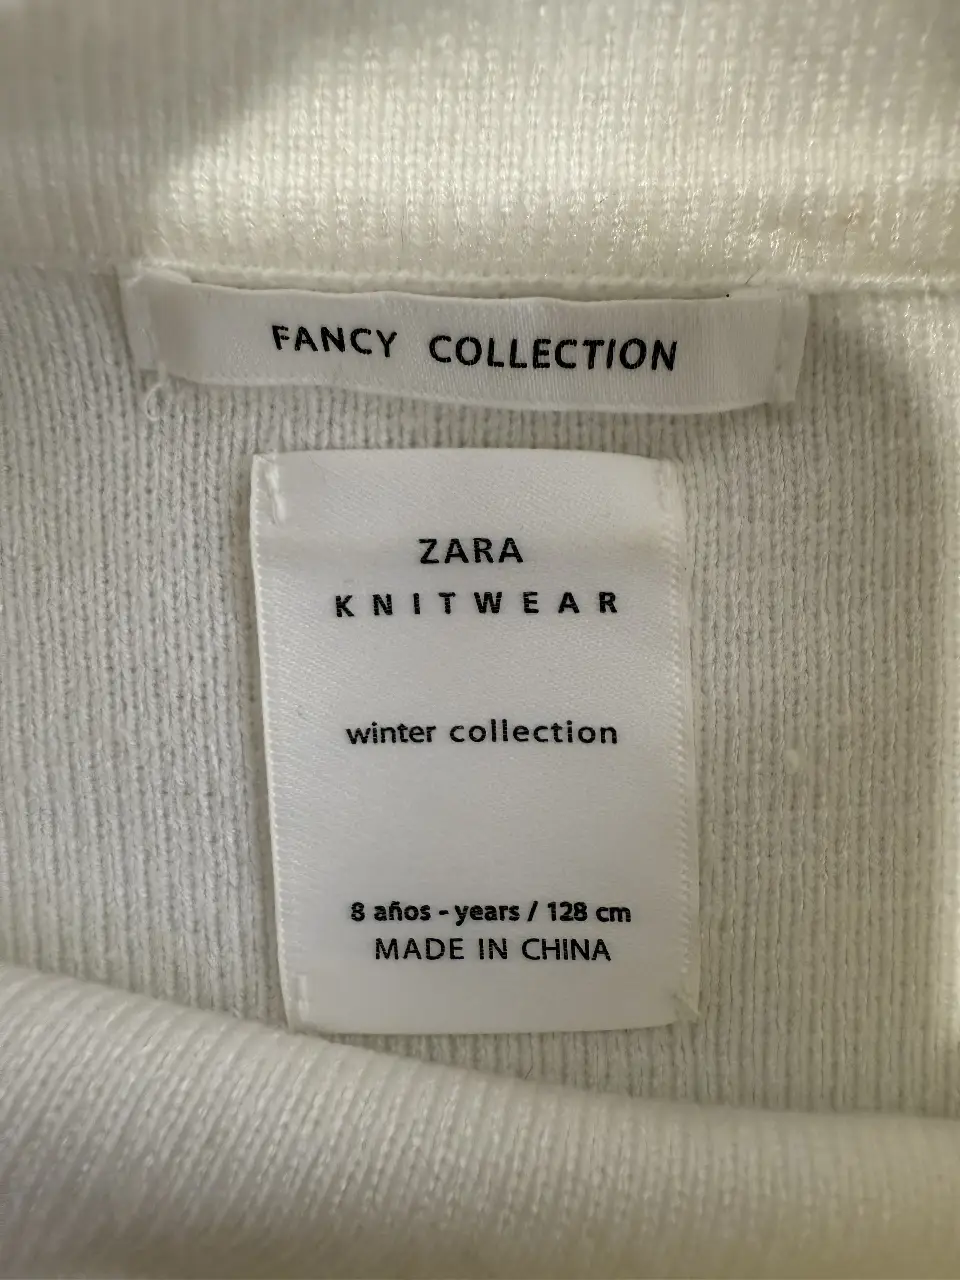 FANCY COLLECTION
ZARA
KNITWEAR
winter collection
8 años - years / 128 cm
MADE IN CHINA